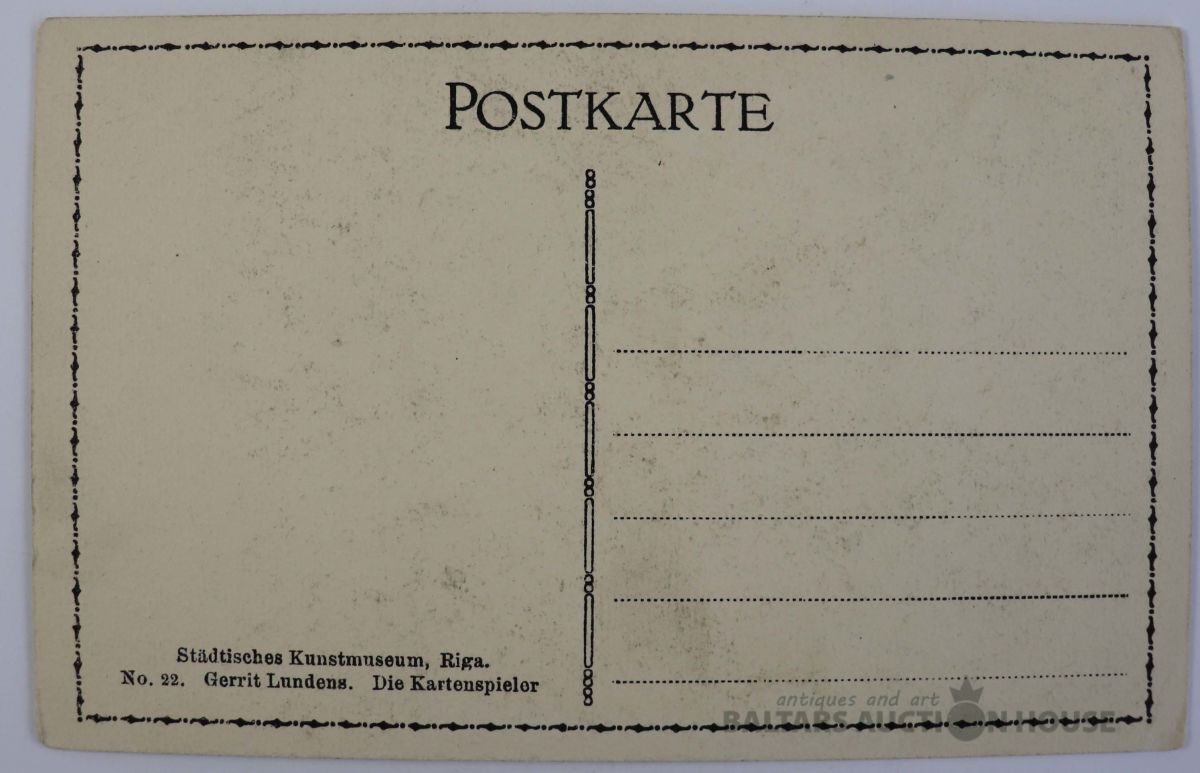 POSTKARTE
Städtisches Kunstmuseum, Riga.
No. 22. Gerrit Lundens. Die Kartenspieler
antiques and art
BALTARS AUCTION HOUSE